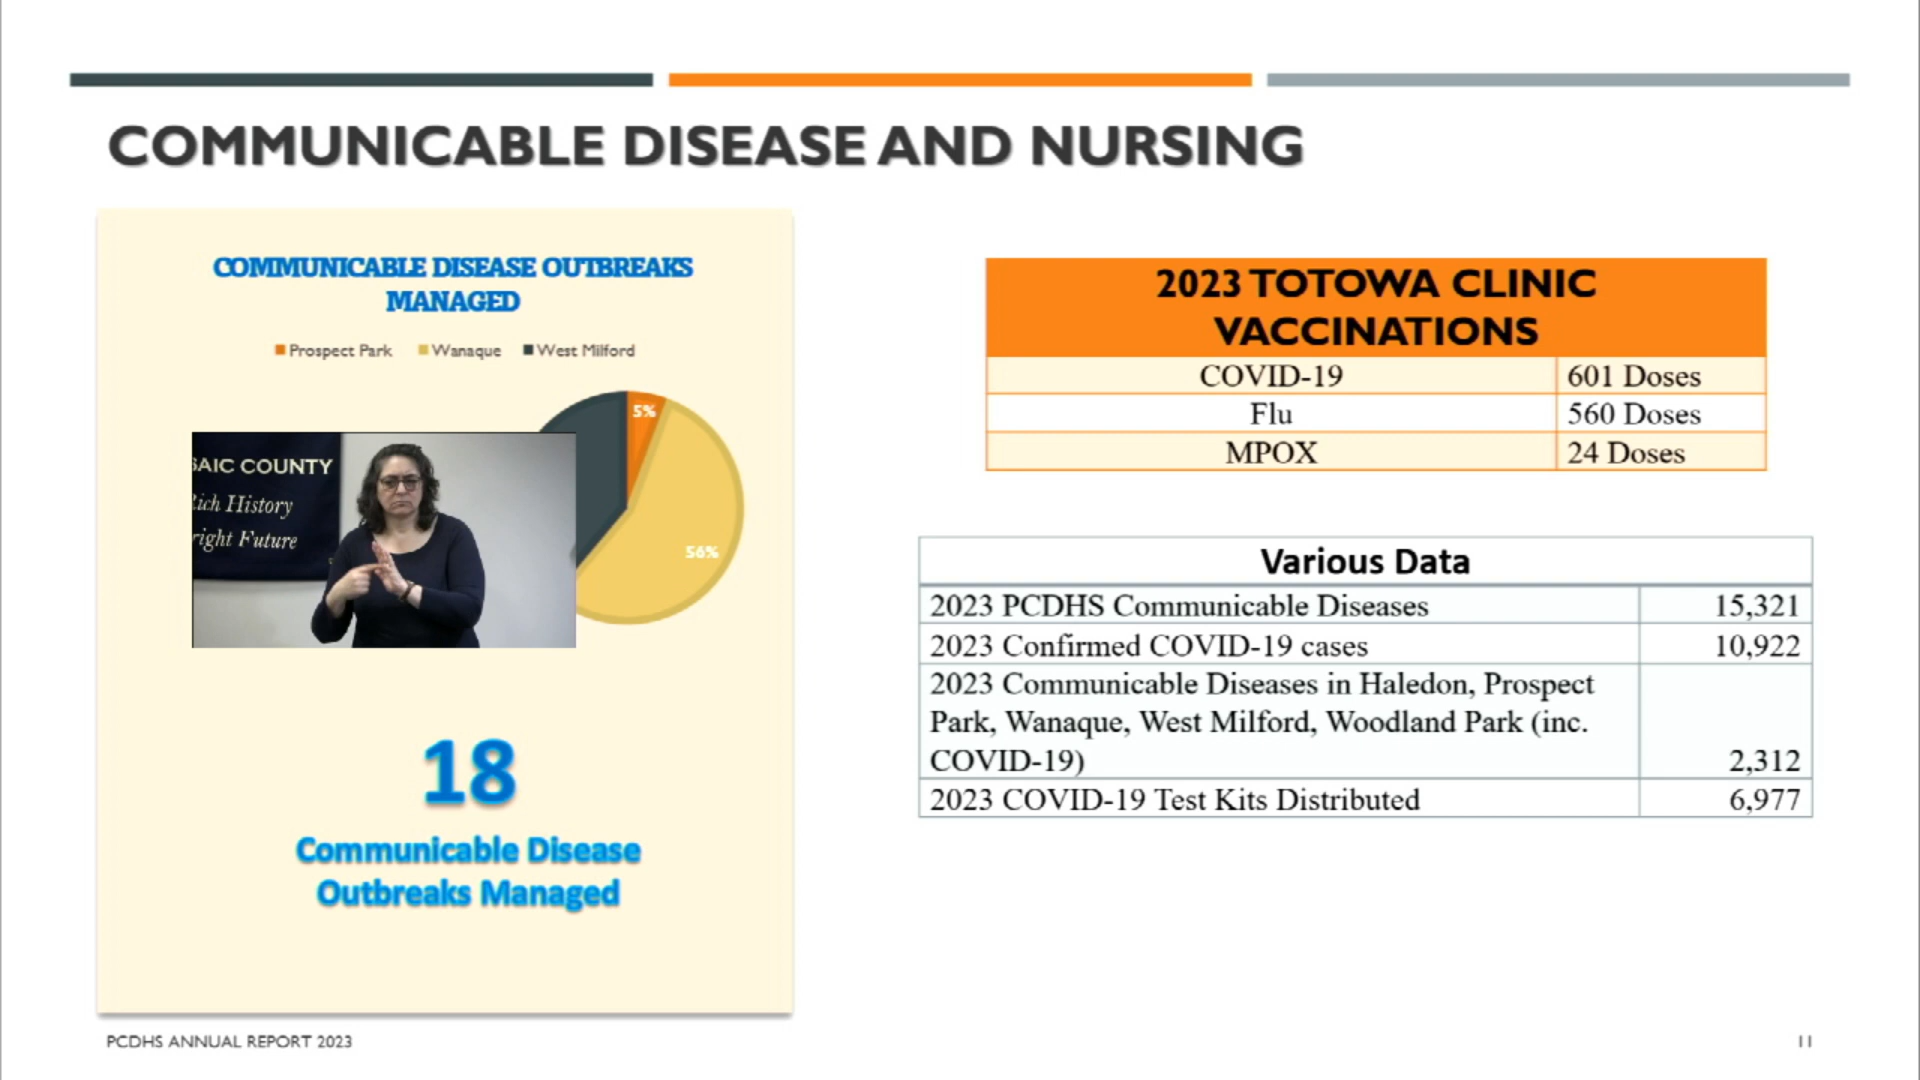 COMMUNICABLE DISEASE AND NURSING
COMMUNICABLE DISEASE OUTBREAKS
MANAGED
Prospect Park Wanaque West Milford
5%
56%
AIC COUNTY
ich History
right Future
18
Communicable Disease
Outbreaks Managed
2023 TOTOWA CLINIC
VACCINATIONS
COVID-19 601 Doses
Flu 560 Doses
MPOX 24 Doses
Various Data
2023 PCDHS Communicable Diseases 15,321
2023 Confirmed COVID-19 cases 10,922
2023 Communicable Diseases in Haledon, Prospect
Park, Wanaque, West Milford, Woodland Park (inc.
COVID-19) 2,312
2023 COVID-19 Test Kits Distributed 6,977
PCDHS ANNUAL REPORT 2023
11